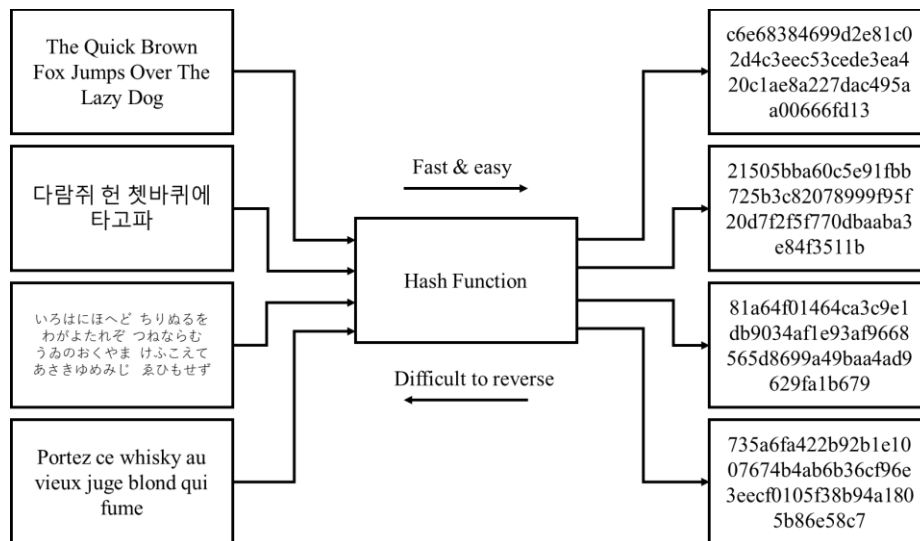 The Quick Brown
Fox Jumps Over The
Lazy Dog
다람쥐 헌 쳇바퀴에
타고파
いろはにほへど ちりぬるを
わがよたれぞ つねならむ
うゐのおくやま けふこえて
あさきゆめみじ ゑひもせず
Portez ce whisky au
vieux juge blond qui
fume
Fast & easy
Hash Function
Difficult to reverse
c6e68384699d2e81c0
2d4c3eec53cede3ea4
20c1ae8a227dac495a
a00666fd13
21505bba60c5e91fbb
725b3c82078999f95f
20d7f2f5f770dbaaba3
e84f3511b
81a64f01464ca3c9e1
db9034af1e93af9668
565d8699a49baa4ad9
629fa1b679
735a6fa422b92b1e10
07674b4ab6b36cf96e
3eecf0105f38b94a180
5b86e58c7